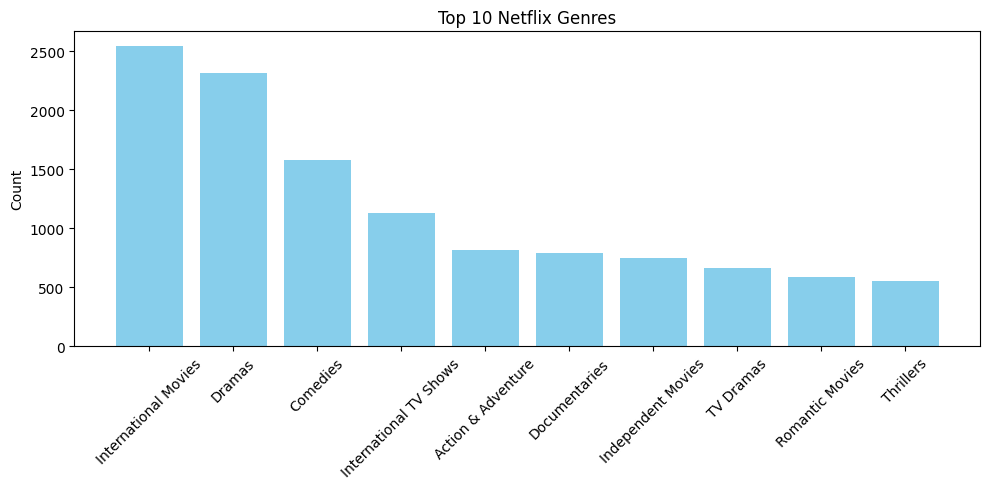 Top 10 Netflix Genres
Count
2500
2000
1500
1000
500
0
International Movies
Dramas
Comedies
International TV Shows
Action & Adventure
Documentaries
Independent Movies
TV Dramas
Romantic Movies
Thrillers